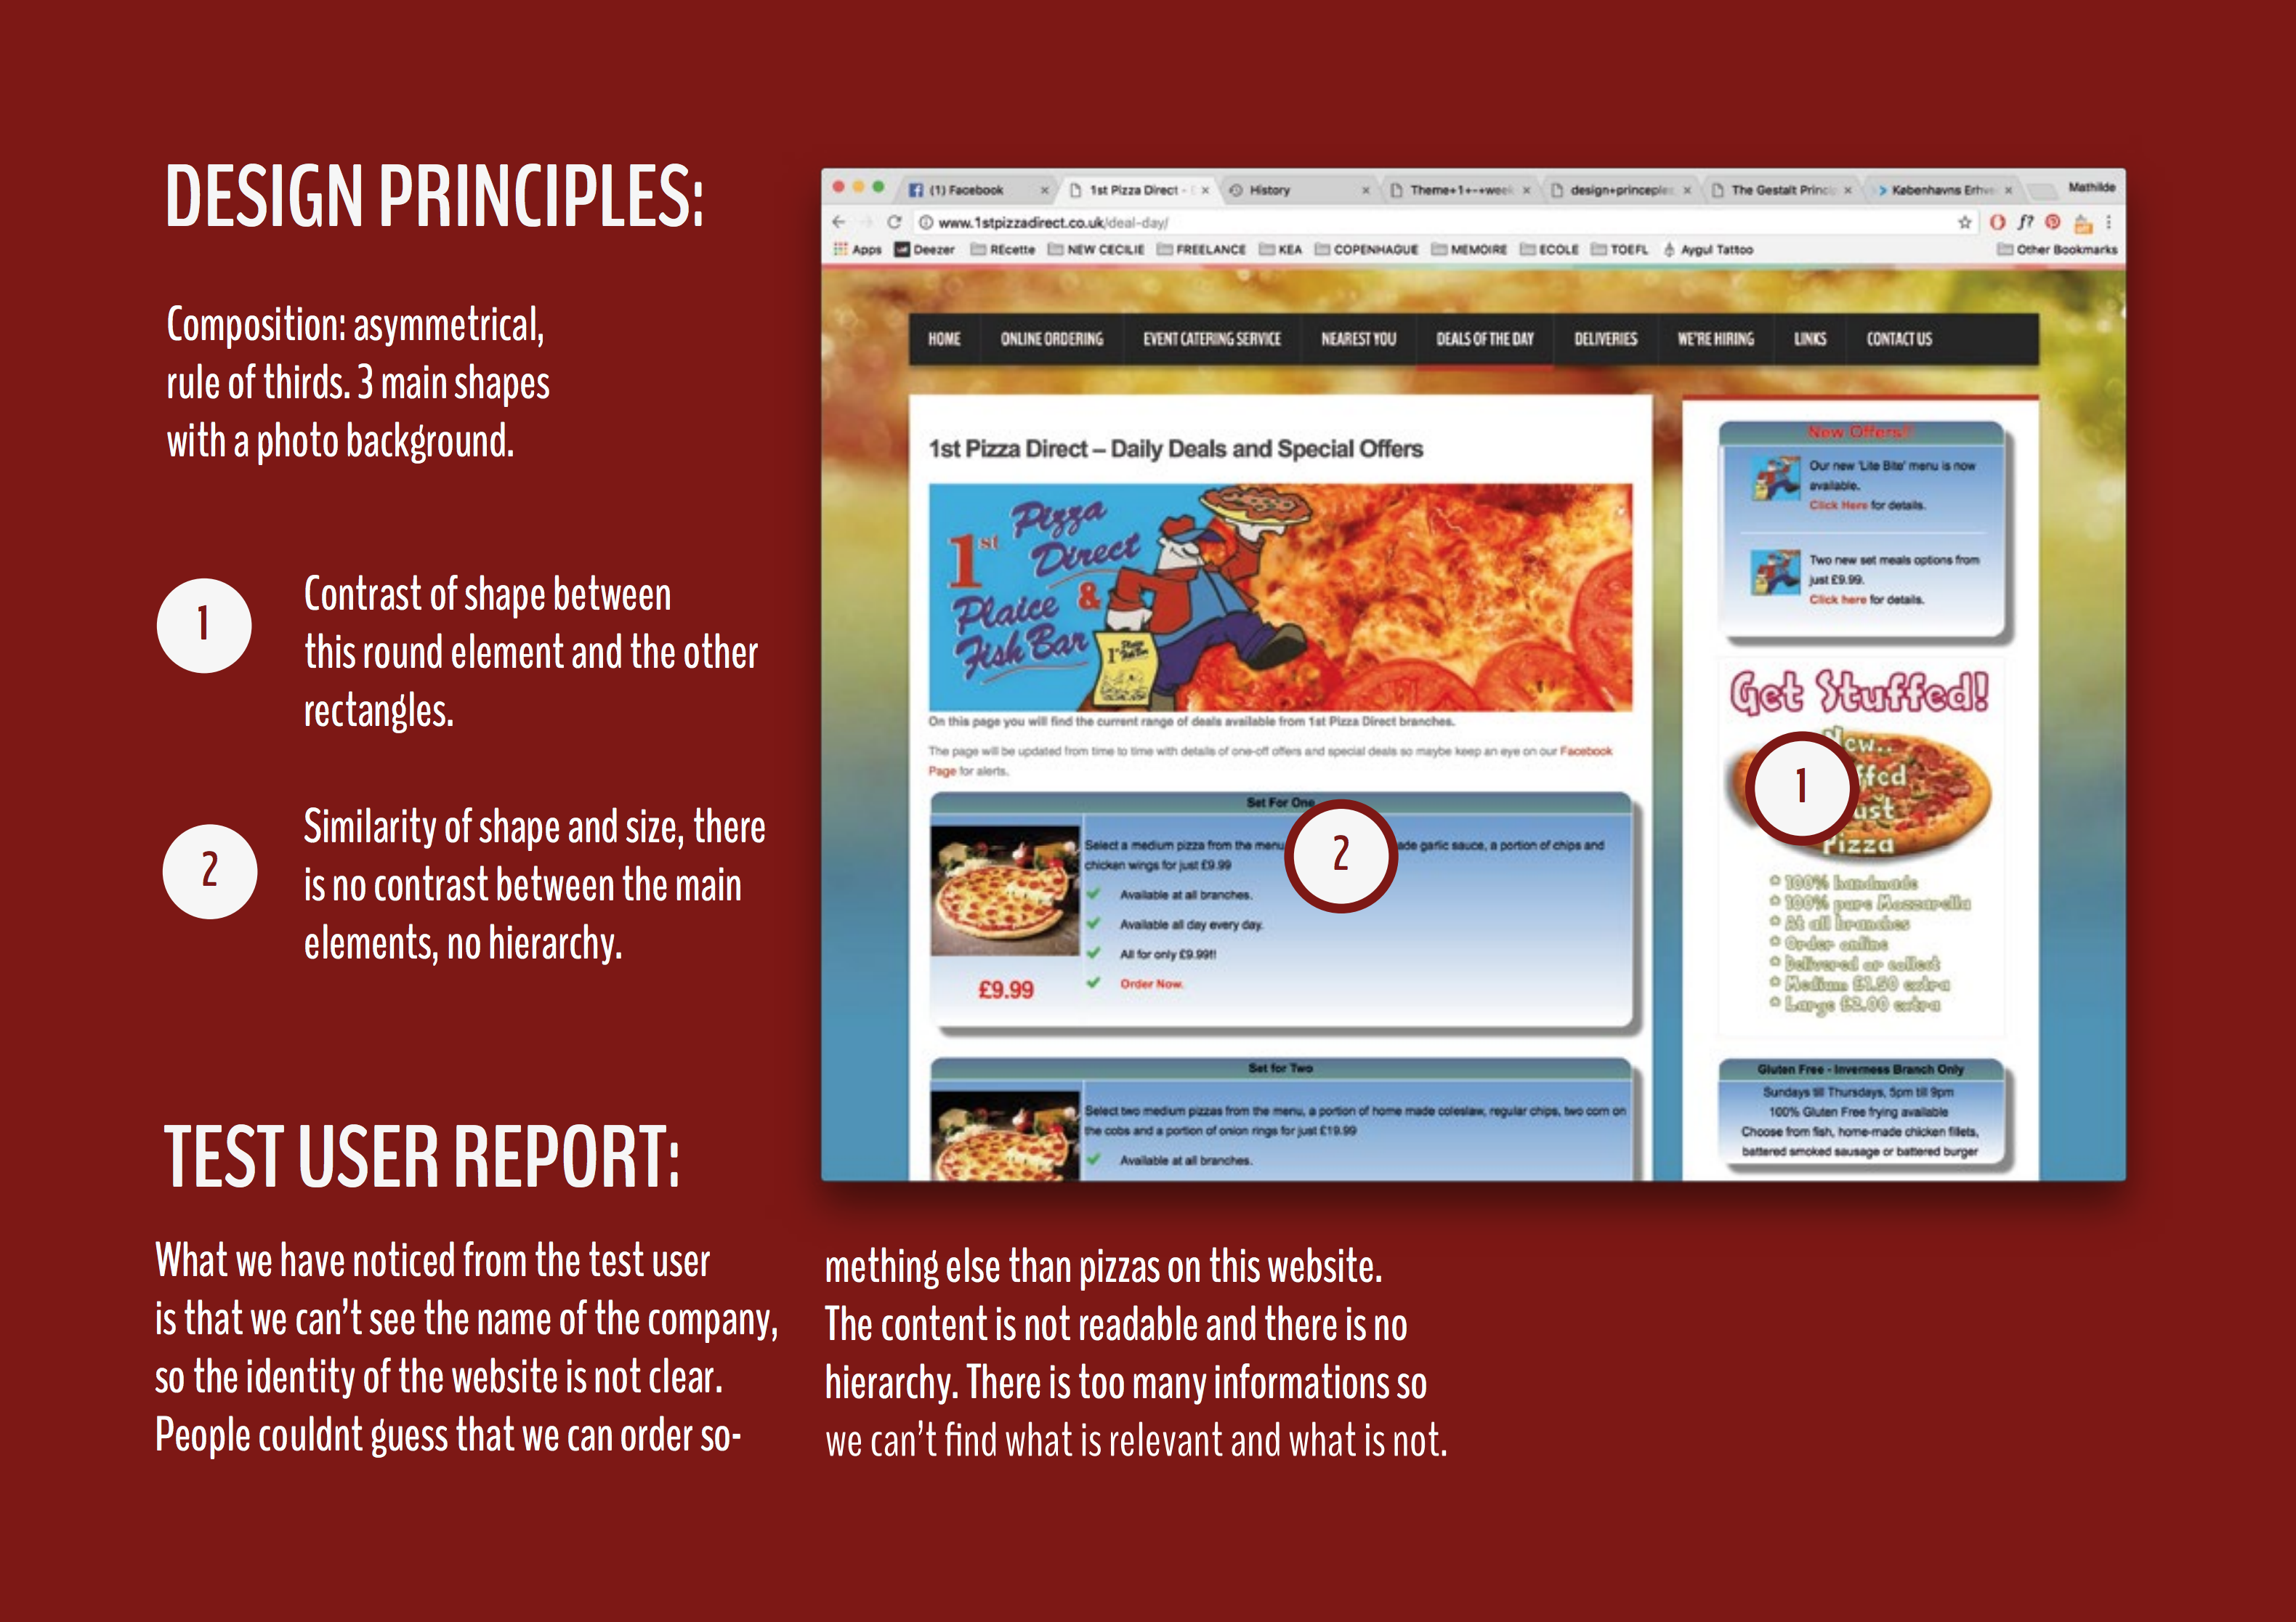 DESIGN PRINCIPLES:
Composition: asymmetrical,
rule of thirds. 3 main shapes
with a photo background.
1
Contrast of shape between
this round element and the other
rectangles.
2
Similarity of shape and size, there
is no contrast between the main
elements, no hierarchy.
TEST USER REPORT:
What we have noticed from the test user
is that we can't see the name of the company,
so the identity of the website is not clear.
People couldnt guess that we can order so-
mething else than pizzas on this website.
The content is not readable and there is no
hierarchy. There is too many informations so
we can't find what is relevant and what is not.
(1) Facebook
1st Pizza Direct -
History
Theme+1+-+week
design+princeples
The Gestalt Princip
Københavns Erhv
Mathilde
www.1stpizzadirect.co.uk/deal-day/
Apps
Deezer
REcette
NEW CECILIE
FREELANCE
KEA
COPENHAGUE
MEMOIRE
ECOLE
TOEFL
Aygul Tattoo
Other Bookmarks
HOME
ONLINE ORDERING
EVENT CATERING SERVICE
NEAREST YOU
DEALS OF THE DAY
DELIVERIES
WE'RE HIRING
LINKS
CONTACT US
1st Pizza Direct – Daily Deals and Special Offers
1st Pizza
Direct
&
Plaice
Fish Bar
On this page you will find the current range of deals available from 1st Pizza Direct branches.
The page will be updated from time to time with details of one-off offers and special deals so maybe keep an eye on our Facebook
Page for alerts.
Set For One
Select a medium pizza from the menu
ade garlic sauce, a portion of chips and
chicken wings for just £9.99
Available at all branches.
Available all day every day.
All for only £9.99!!
Order Now.
£9.99
2
Set for Two
Select two medium pizzas from the menu, a portion of home made coleslaw, regular chips, two corn on
the cobs and a portion of onion rings for just £19.99
Available at all branches.
New Offers!!
Our new 'Lite Bite' menu is now
available.
Click Here for details.
Two new set meals options from
just £9.99.
Click here for details.
Get Stuffed!
New..
ffed
ust
Pizza
1
100% handmade
100% pure Mozzarella
At all branches
Order online
Delivered or collect
Medium £1.50 extra
Large £2.00 extra
Gluten Free - Inverness Branch Only
Sundays till Thursdays, 5pm till 9pm
100% Gluten Free frying available
Choose from fish, home-made chicken fillets,
battered smoked sausage or battered burger